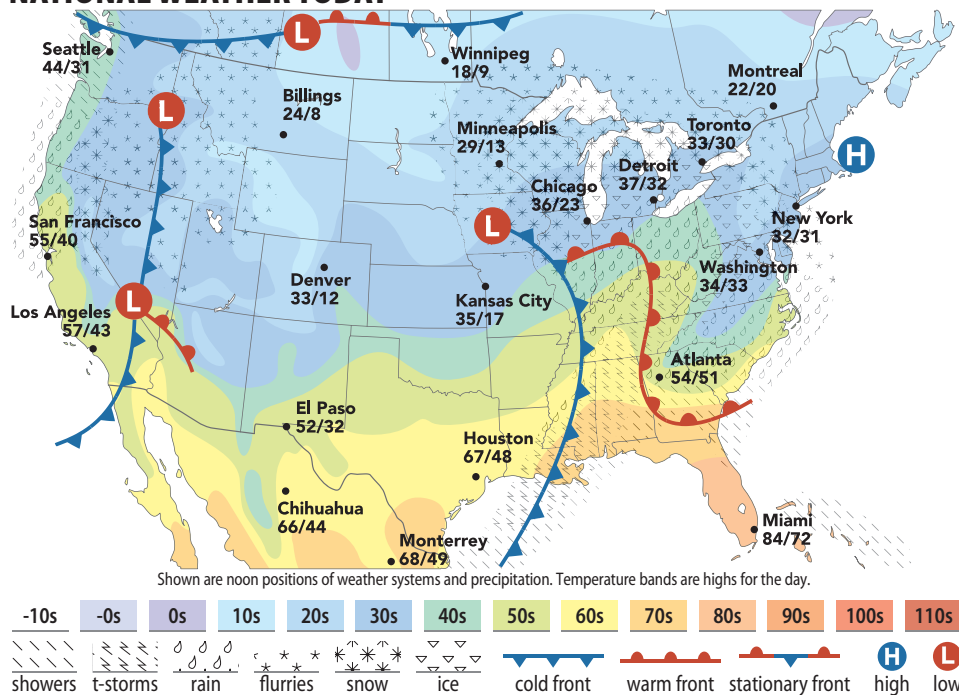 NATIONAL WEATHER TODAY
L
L
L
L
H
Seattle
44/31
Winnipeg
18/9
Montreal
22/20
Billings
24/8
Minneapolis
29/13
Toronto
33/30
Detroit
37/32
Chicago
36/23
New York
32/31
San Francisco
55/40
Washington
34/33
Denver
33/12
Kansas City
35/17
Los Angeles
57/43
Atlanta
54/51
El Paso
52/32
Houston
67/48
Chihuahua
66/44
Miami
84/72
Monterrey
68/49
Shown are noon positions of weather systems and precipitation. Temperature bands are highs for the day.
-10s -0s 0s 10s 20s 30s 40s 50s 60s 70s 80s 90s 100s 110s
H L
showers t-storms rain flurries snow ice cold front warm front stationary front high low